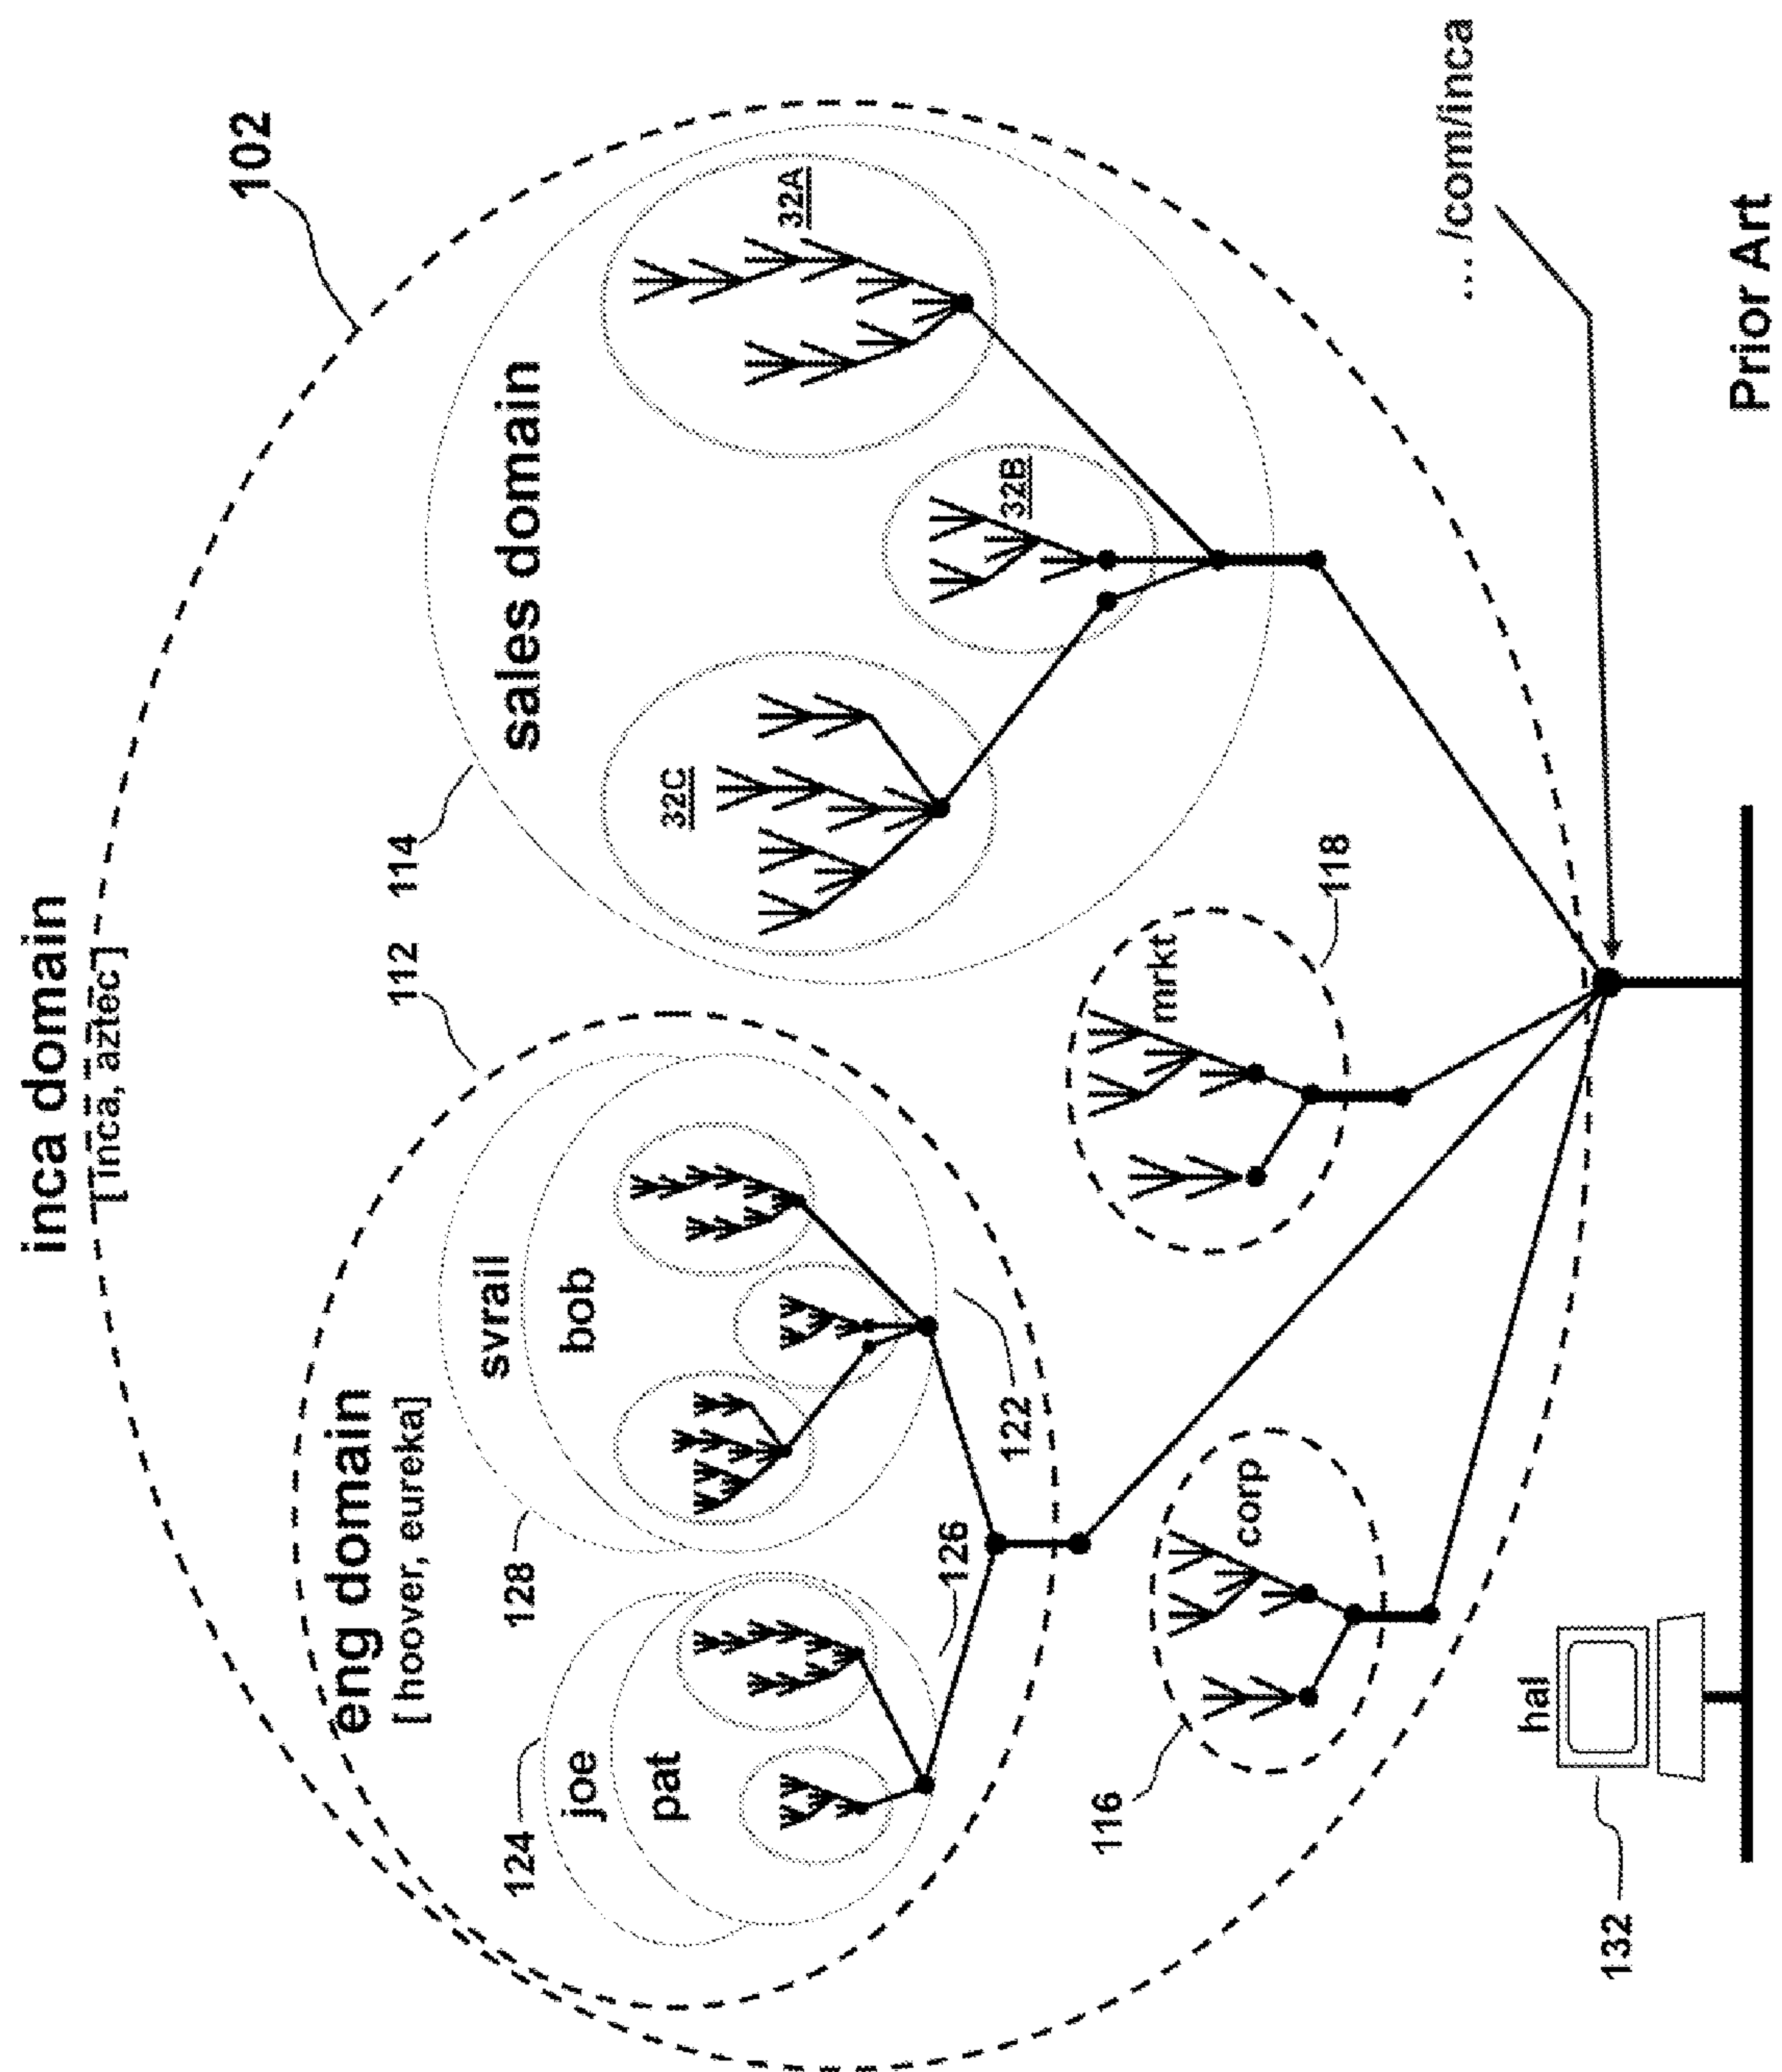 inca domain
[inca, aztec]
102
eng domain
[hoover, eureka]
112
114
sales domain
124
joe
pat
128
svrail
bob
32C
32B
32A
126
122
116
corp
mrkt
118
132
hal
... /com/inca
Prior Art